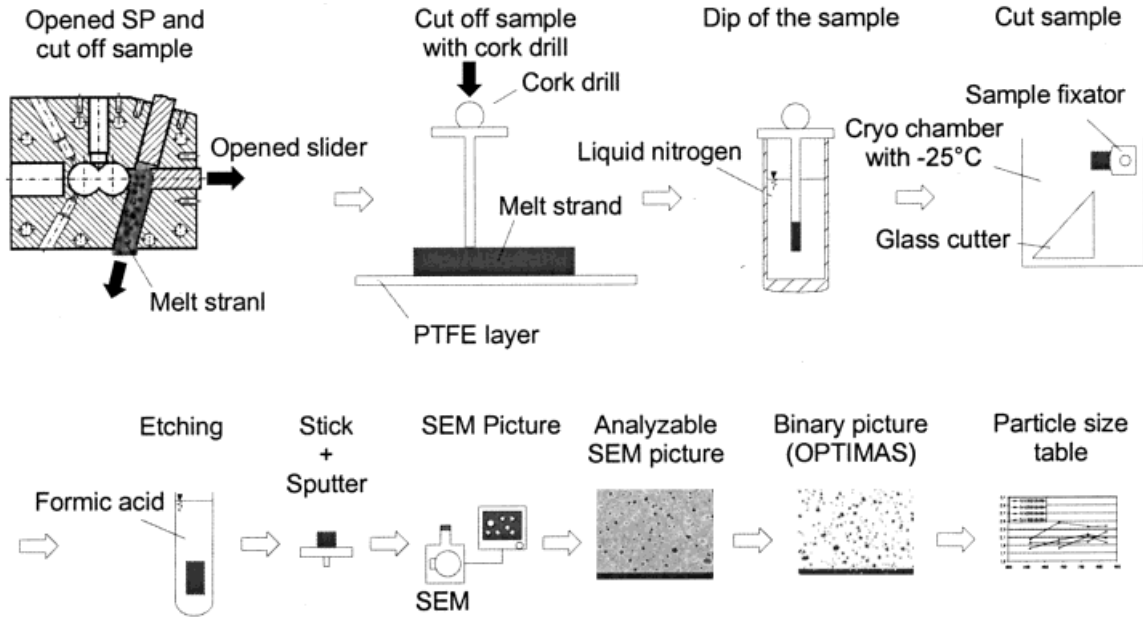 Opened SP and
cut off sample
Opened slider
Melt stranl
Cut off sample
with cork drill
Cork drill
Melt strand
PTFE layer
Dip of the sample
Liquid nitrogen
Cut sample
Sample fixator
Cryo chamber
with -25°C
Glass cutter
Etching
Formic acid
Stick
+
Sputter
SEM Picture
SEM
Analyzable
SEM picture
Binary picture
(OPTIMAS)
Particle size
table